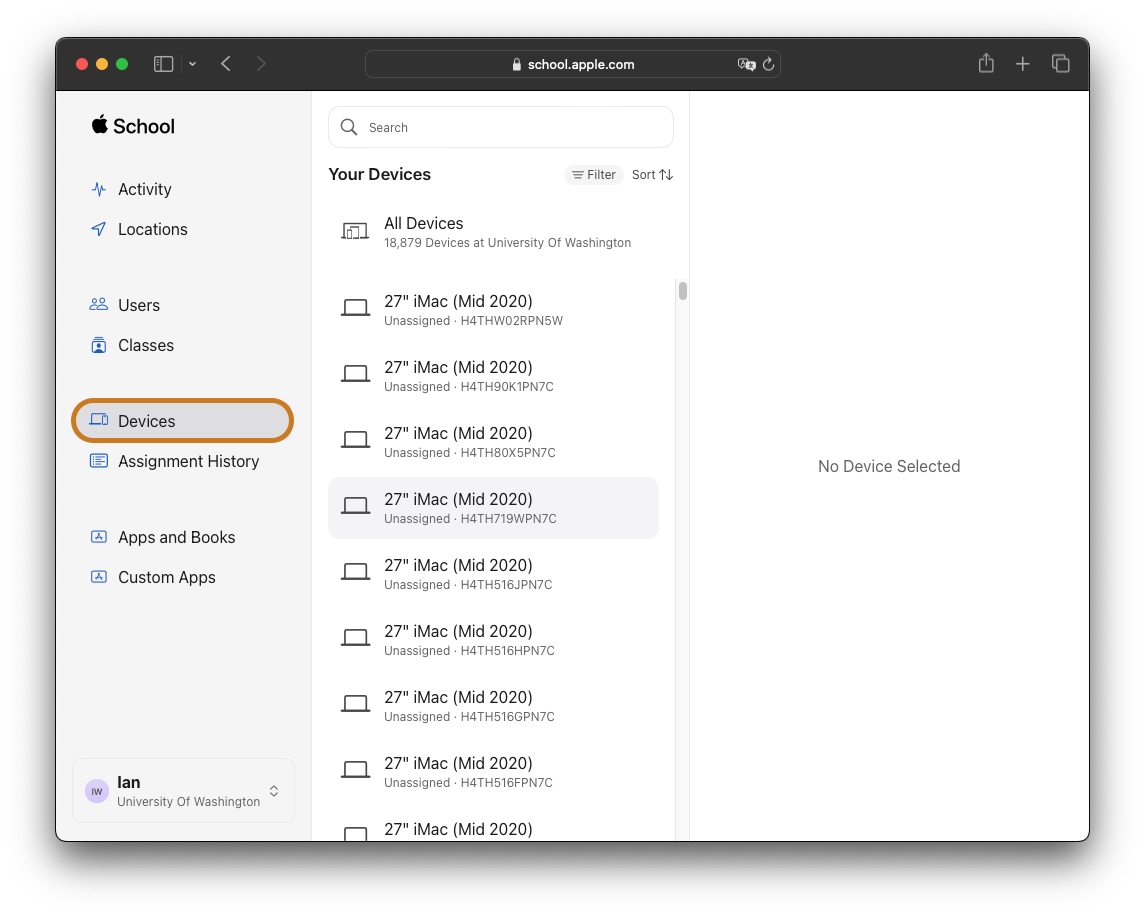 school.apple.com
School
Activity
Locations
Users
Classes
Devices
Assignment History
Apps and Books
Custom Apps
IW
Ian
University Of Washington
Search
Your Devices
Filter
Sort
All Devices
18,879 Devices at University Of Washington
27" iMac (Mid 2020)
Unassigned · H4THW02RPN5W
27" iMac (Mid 2020)
Unassigned · H4TH90K1PN7C
27" iMac (Mid 2020)
Unassigned · H4TH80X5PN7C
27" iMac (Mid 2020)
Unassigned · H4TH719WPN7C
27" iMac (Mid 2020)
Unassigned · H4TH516JPN7C
27" iMac (Mid 2020)
Unassigned · H4TH516HPN7C
27" iMac (Mid 2020)
Unassigned · H4TH516GPN7C
27" iMac (Mid 2020)
Unassigned · H4TH516FPN7C
27" iMac (Mid 2020)
No Device Selected